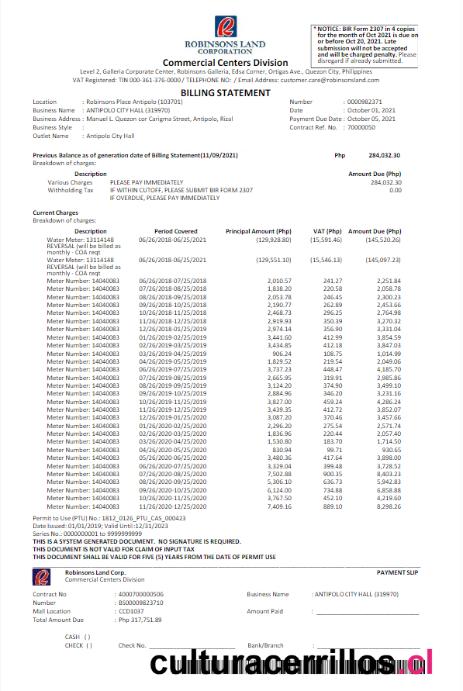 ROBINSONS LAND
CORPORATION
Commercial Centers Division
* NOTICE: BIR Form 2307 in 4 copies
for the month of Oct 2021 is due on
or before Oct 20, 2021. Late
submission will not be accepted
and will be charged penalty. Please
disregard if already submitted.
Level 2, Galleria Corporate Center, Robinsons Galleria, Edsa Corner, Ortigas Ave., Quezon City, Philippines
VAT Registered: TIN 000-361-376-0000 / TELEPHONE NO: / Email Address: customer.care@robinsonsland.com
BILLING STATEMENT
Location : Robinsons Place Antipolo (103701) Number : 0000982371
Business Name : ANTIPOLO CITY HALL (319970) Date : October 01, 2021
Business Address : Manuel L. Quezon cor Carigma Street, Antipolo, Rizal Payment Due Date : October 05, 2021
Business Style : Contract Ref. No. : 70000050
Outlet Name : Antipolo City Hall
Previous Balance as of generation date of Billing Statement(11/09/2021) Php 284,032.30
Breakdown of charges:
Description Amount Due (Php)
Various Charges PLEASE PAY IMMEDIATELY 284,032.30
Withholding Tax IF WITHIN CUTOFF, PLEASE SUBMIT BIR FORM 2307 0.00
IF OVERDUE, PLEASE PAY IMMEDIATELY
Current Charges
Breakdown of charges:
Description Period Covered Principal Amount (Php) VAT (Php) Amount Due (Php)
Water Meter: 13114148 06/26/2018-06/25/2021 (129,928.80) (15,591.46) (145,520.26)
REVERSAL (will be billed as
monthly - COA reqt
Water Meter: 13114148 06/26/2018-06/25/2021 (129,551.10) (15,546.13) (145,097.23)
REVERSAL (will be billed as
monthly - COA reqt
Meter Number: 14040083 06/26/2018-07/25/2018 2,010.57 241.27 2,251.84
Meter Number: 14040083 07/26/2018-08/25/2018 1,838.20 220.58 2,058.78
Meter Number: 14040083 08/26/2018-09/25/2018 2,053.78 246.45 2,300.23
Meter Number: 14040083 09/26/2018-10/25/2018 2,190.77 262.89 2,453.66
Meter Number: 14040083 10/26/2018-11/25/2018 2,468.73 296.25 2,764.98
Meter Number: 14040083 11/26/2018-12/25/2018 2,919.93 350.39 3,270.32
Meter Number: 14040083 12/26/2018-01/25/2019 2,974.14 356.90 3,331.04
Meter Number: 14040083 01/26/2019-02/25/2019 3,441.60 412.99 3,854.59
Meter Number: 14040083 02/26/2019-03/25/2019 3,434.85 412.18 3,847.03
Meter Number: 14040083 03/26/2019-04/25/2019 906.24 108.75 1,014.99
Meter Number: 14040083 04/26/2019-05/25/2019 1,829.52 219.54 2,049.06
Meter Number: 14040083 06/26/2019-07/25/2019 3,737.23 448.47 4,185.70
Meter Number: 14040083 07/26/2019-08/25/2019 2,665.95 319.91 2,985.86
Meter Number: 14040083 08/26/2019-09/25/2019 3,124.20 374.90 3,499.10
Meter Number: 14040083 09/26/2019-10/25/2019 2,884.96 346.20 3,231.16
Meter Number: 14040083 10/26/2019-11/25/2019 3,827.00 459.24 4,286.24
Meter Number: 14040083 11/26/2019-12/25/2019 3,439.35 412.72 3,852.07
Meter Number: 14040083 12/26/2019-01/25/2020 3,087.20 370.46 3,457.66
Meter Number: 14040083 01/26/2020-02/25/2020 2,296.20 275.54 2,571.74
Meter Number: 14040083 02/26/2020-03/25/2020 1,836.96 220.44 2,057.40
Meter Number: 14040083 03/26/2020-04/25/2020 1,530.80 183.70 1,714.50
Meter Number: 14040083 04/26/2020-05/25/2020 830.94 99.71 930.65
Meter Number: 14040083 05/26/2020-06/25/2020 3,480.36 417.64 3,898.00
Meter Number: 14040083 06/26/2020-07/25/2020 3,329.04 399.48 3,728.52
Meter Number: 14040083 07/26/2020-08/25/2020 7,502.88 900.35 8,403.23
Meter Number: 14040083 08/26/2020-09/25/2020 5,306.10 636.73 5,942.83
Meter Number: 14040083 09/26/2020-10/25/2020 6,124.00 734.88 6,858.88
Meter Number: 14040083 10/26/2020-11/25/2020 3,767.50 452.10 4,219.60
Meter Number: 14040083 11/26/2020-12/25/2020 7,409.16 889.10 8,298.26
Permit to Use (PTU) No.: 1812_0126_PTU_CAS_000423
Date Issued: 01/01/2019; Valid Until:12/31/2023
Series No.: 0000000001 to 9999999999
THIS IS A SYSTEM GENERATED DOCUMENT. NO SIGNATURE IS REQUIRED.
THIS DOCUMENT IS NOT VALID FOR CLAIM OF INPUT TAX
THIS DOCUMENT SHALL BE VALID FOR FIVE (5) YEARS FROM THE DATE OF PERMIT USE
Robinsons Land Corp. PAYMENT SLIP
Commercial Centers Division
Contract No : 4000700000506 Business Name : ANTIPOLO CITY HALL (319970)
Number : BS00009823710
Mall Location : CCD1037 Amount Paid :
Total Amount Due : Php 317,751.89
CASH ( )
CHECK ( ) Check No. Bank/Branch :
culturacerrillos.cl